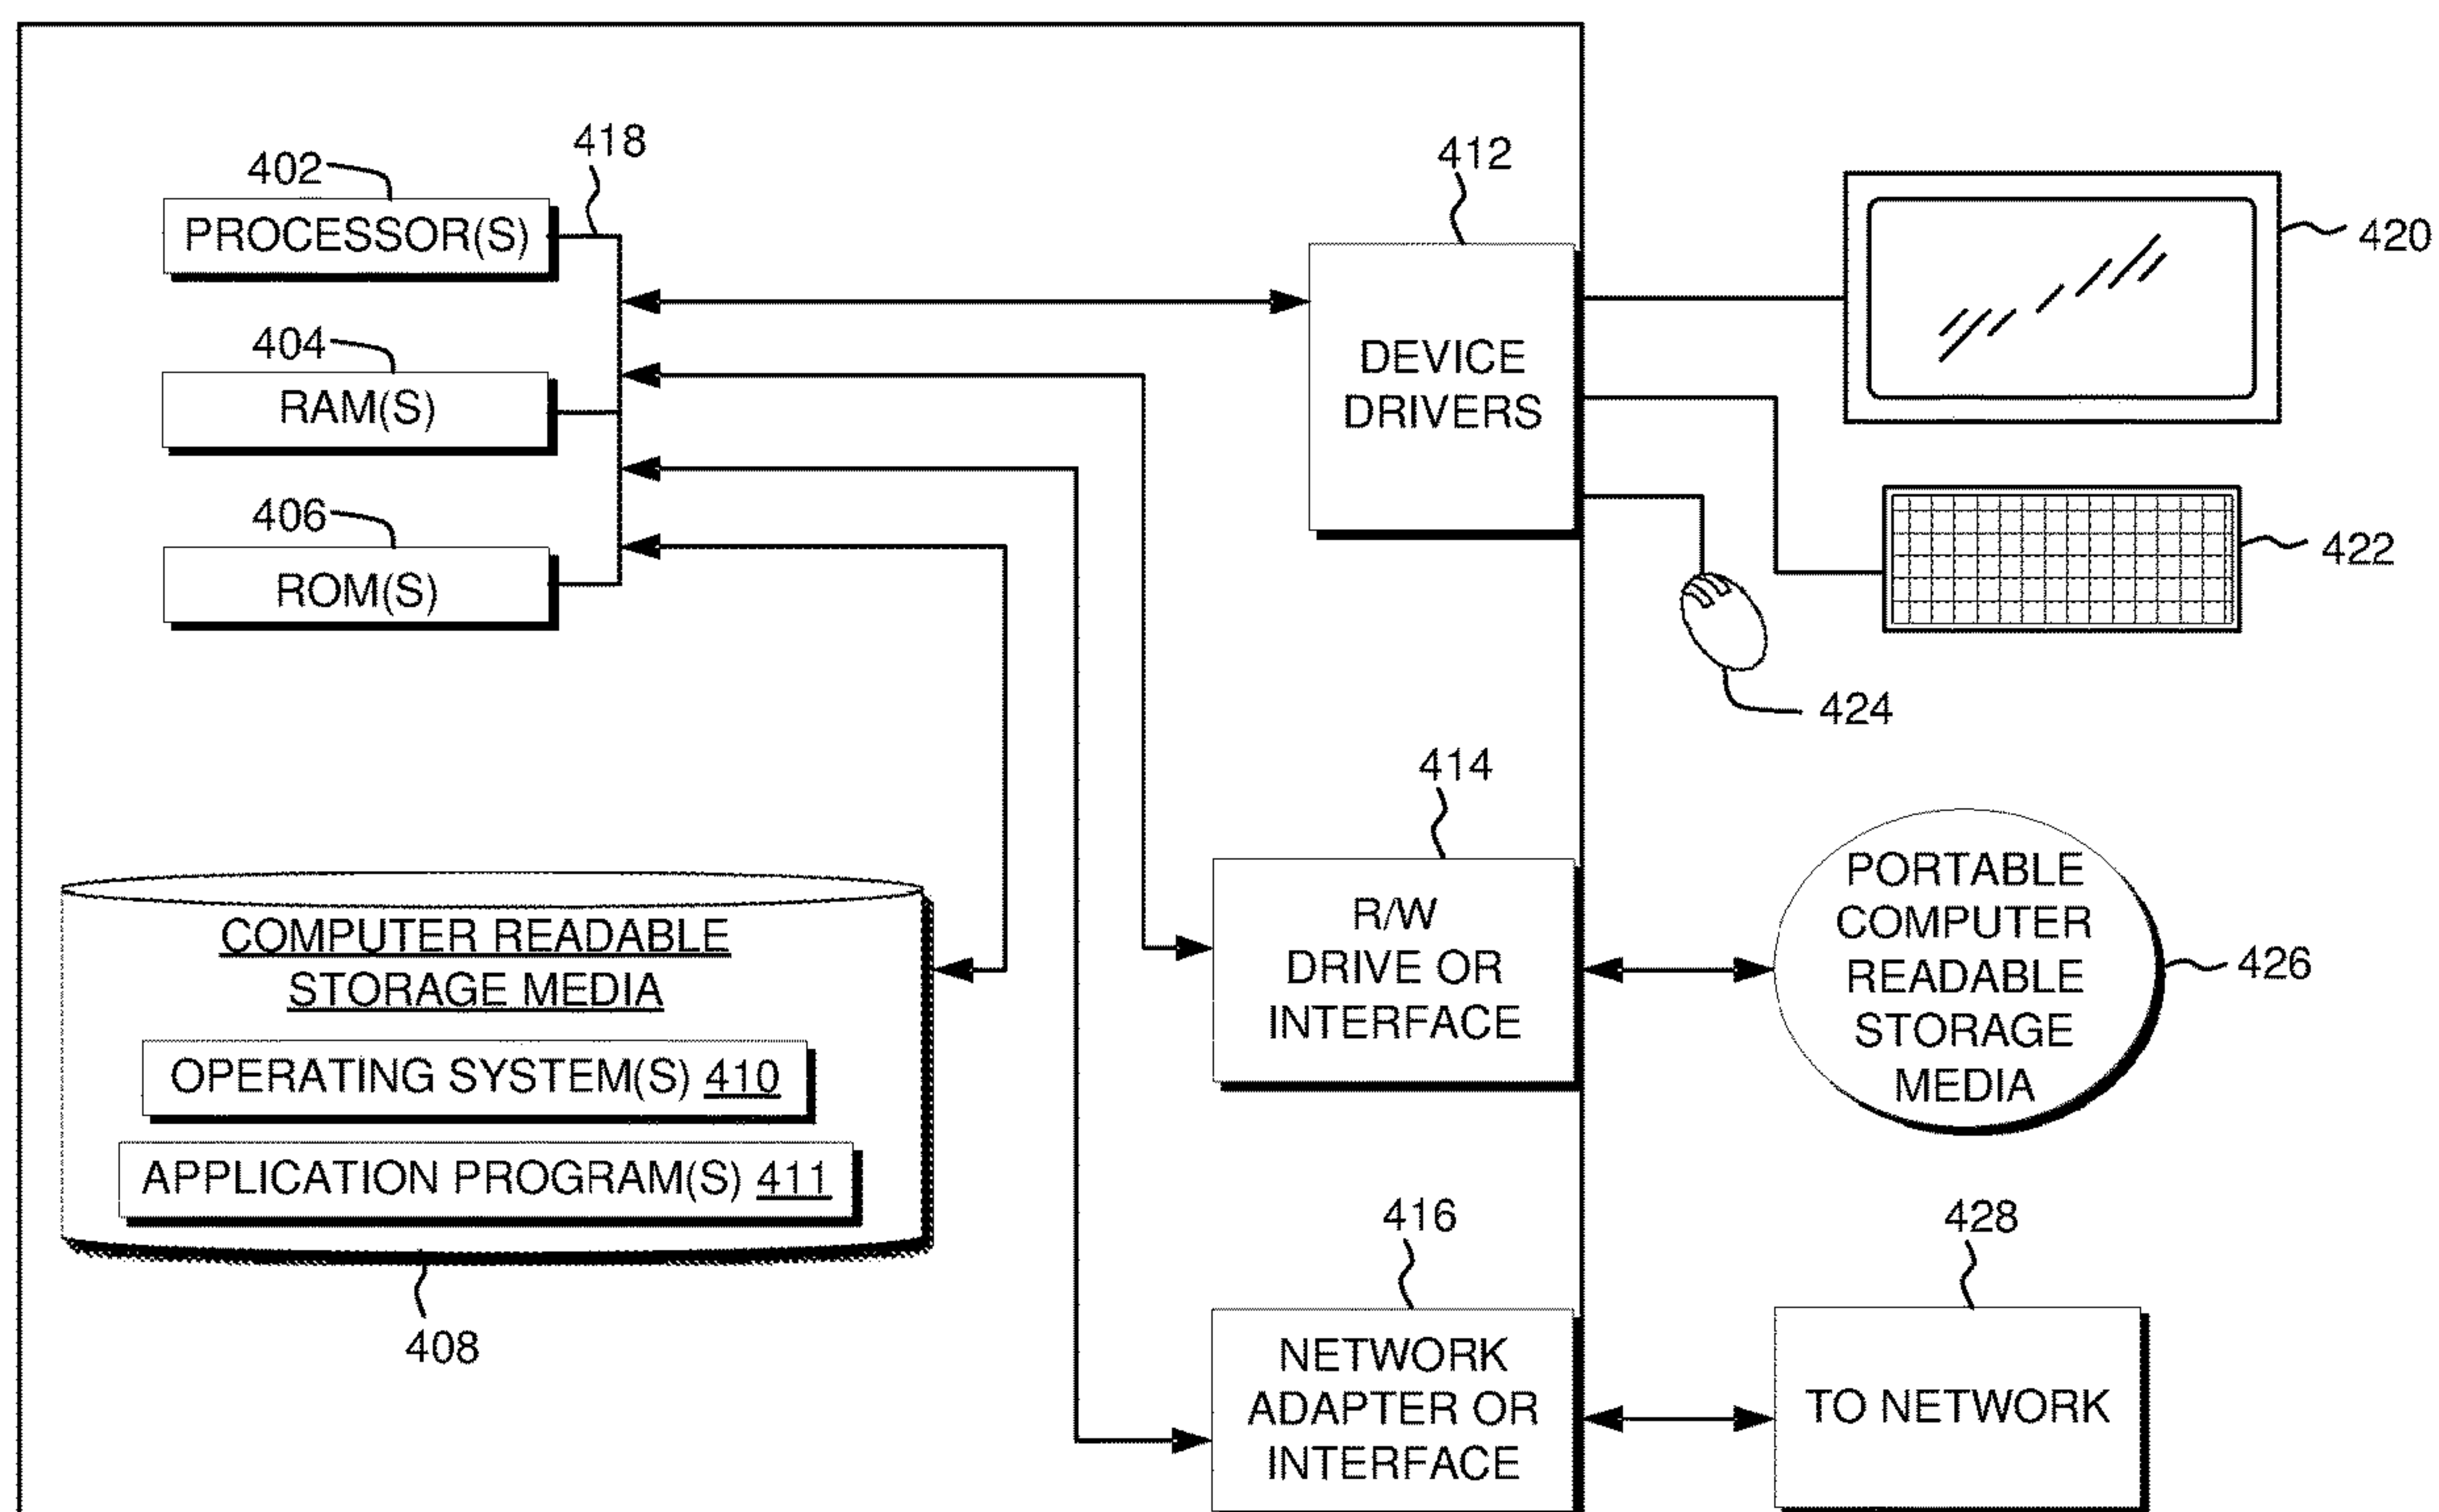 402
418
PROCESSOR(S)
404
RAM(S)
406
ROM(S)
412
DEVICE
DRIVERS
420
422
424
COMPUTER READABLE
STORAGE MEDIA
OPERATING SYSTEM(S) 410
APPLICATION PROGRAM(S) 411
408
414
R/W
DRIVE OR
INTERFACE
PORTABLE
COMPUTER
READABLE
STORAGE
MEDIA
426
416
NETWORK
ADAPTER OR
INTERFACE
428
TO NETWORK